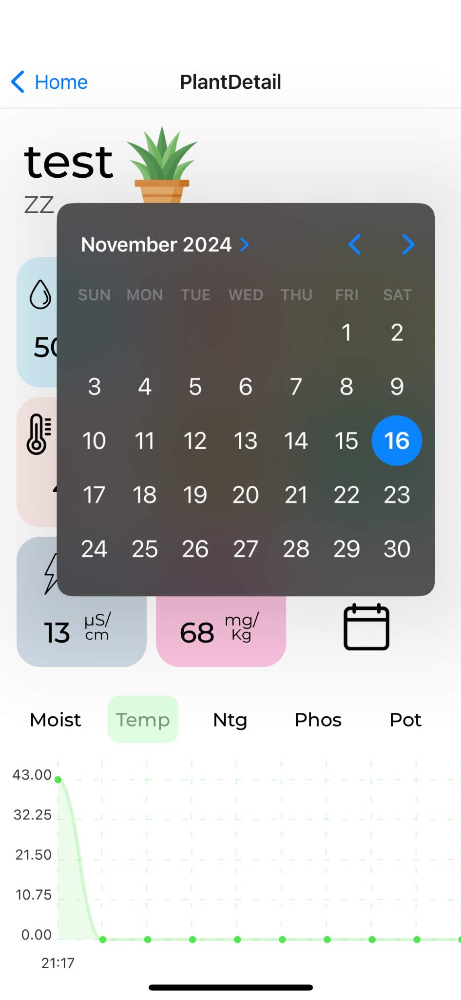 Home
PlantDetail
test
ZZ
November 2024
SUN MON TUE WED THU FRI SAT
1 2
3 4 5 6 7 8 9
10 11 12 13 14 15 16
17 18 19 20 21 22 23
24 25 26 27 28 29 30
13 µS/
cm
68 mg/
Kg
Moist Temp Ntg Phos Pot
43.00
32.25
21.50
10.75
0.00
21:17